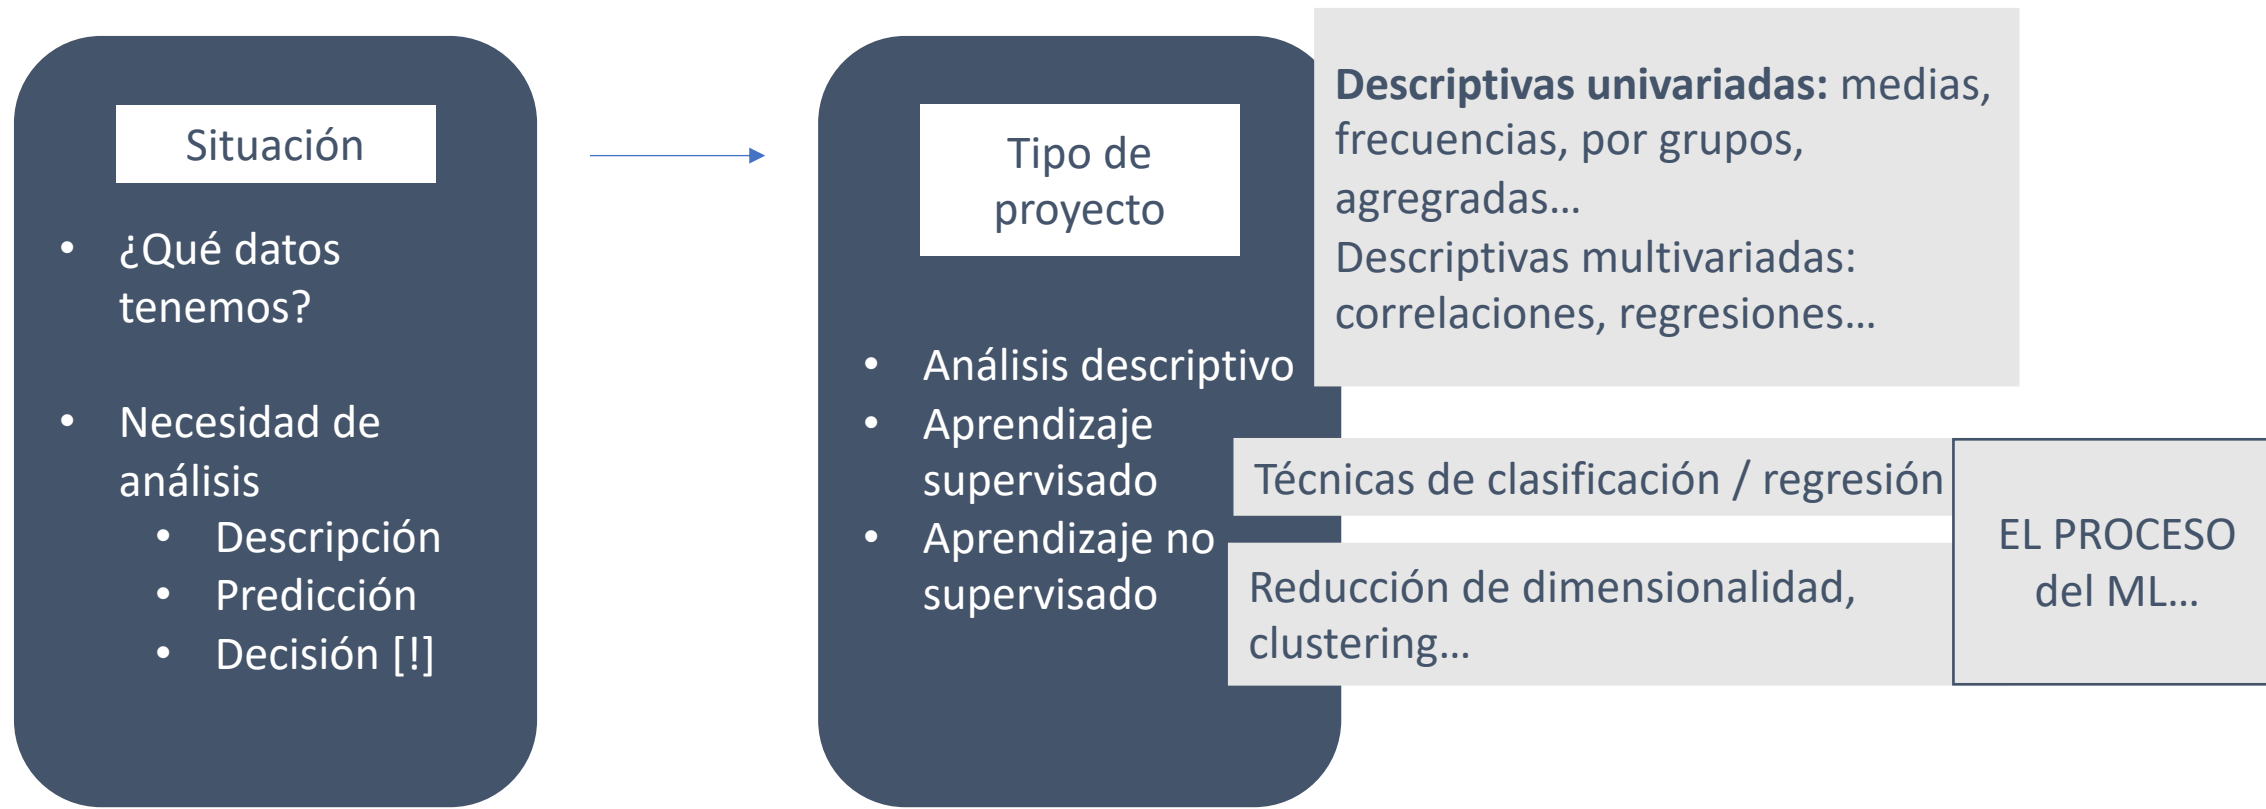 Situación
• ¿Qué datos
tenemos?
• Necesidad de
análisis
• Descripción
• Predicción
• Decisión [!]
Tipo de
proyecto
• Análisis descriptivo
• Aprendizaje
supervisado
• Aprendizaje no
supervisado
Descriptivas univariadas: medias,
frecuencias, por grupos,
agregradas...
Descriptivas multivariadas:
correlaciones, regresiones...
Técnicas de clasificación / regresión
Reducción de dimensionalidad,
clustering...
EL PROCESO
del ML...